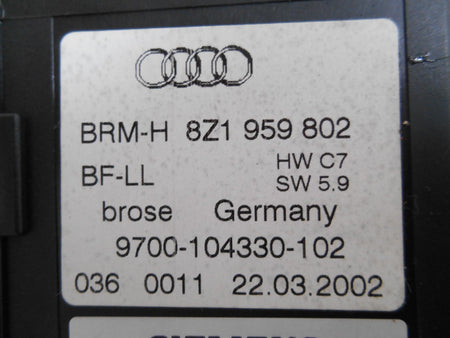 BRM-H 8Z1 959 802
BF-LL HW C7
SW 5.9
brose Germany
9700-104330-102
036 0011 22.03.2002
SIEMENS